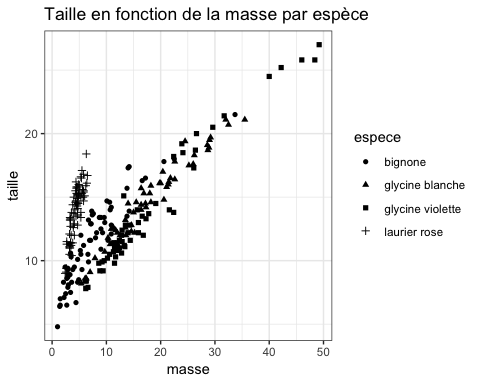 Taille en fonction de la masse par espèce
taille
20
10
0
10
20
30
40
50
masse
espece
bignone
glycine blanche
glycine violette
laurier rose